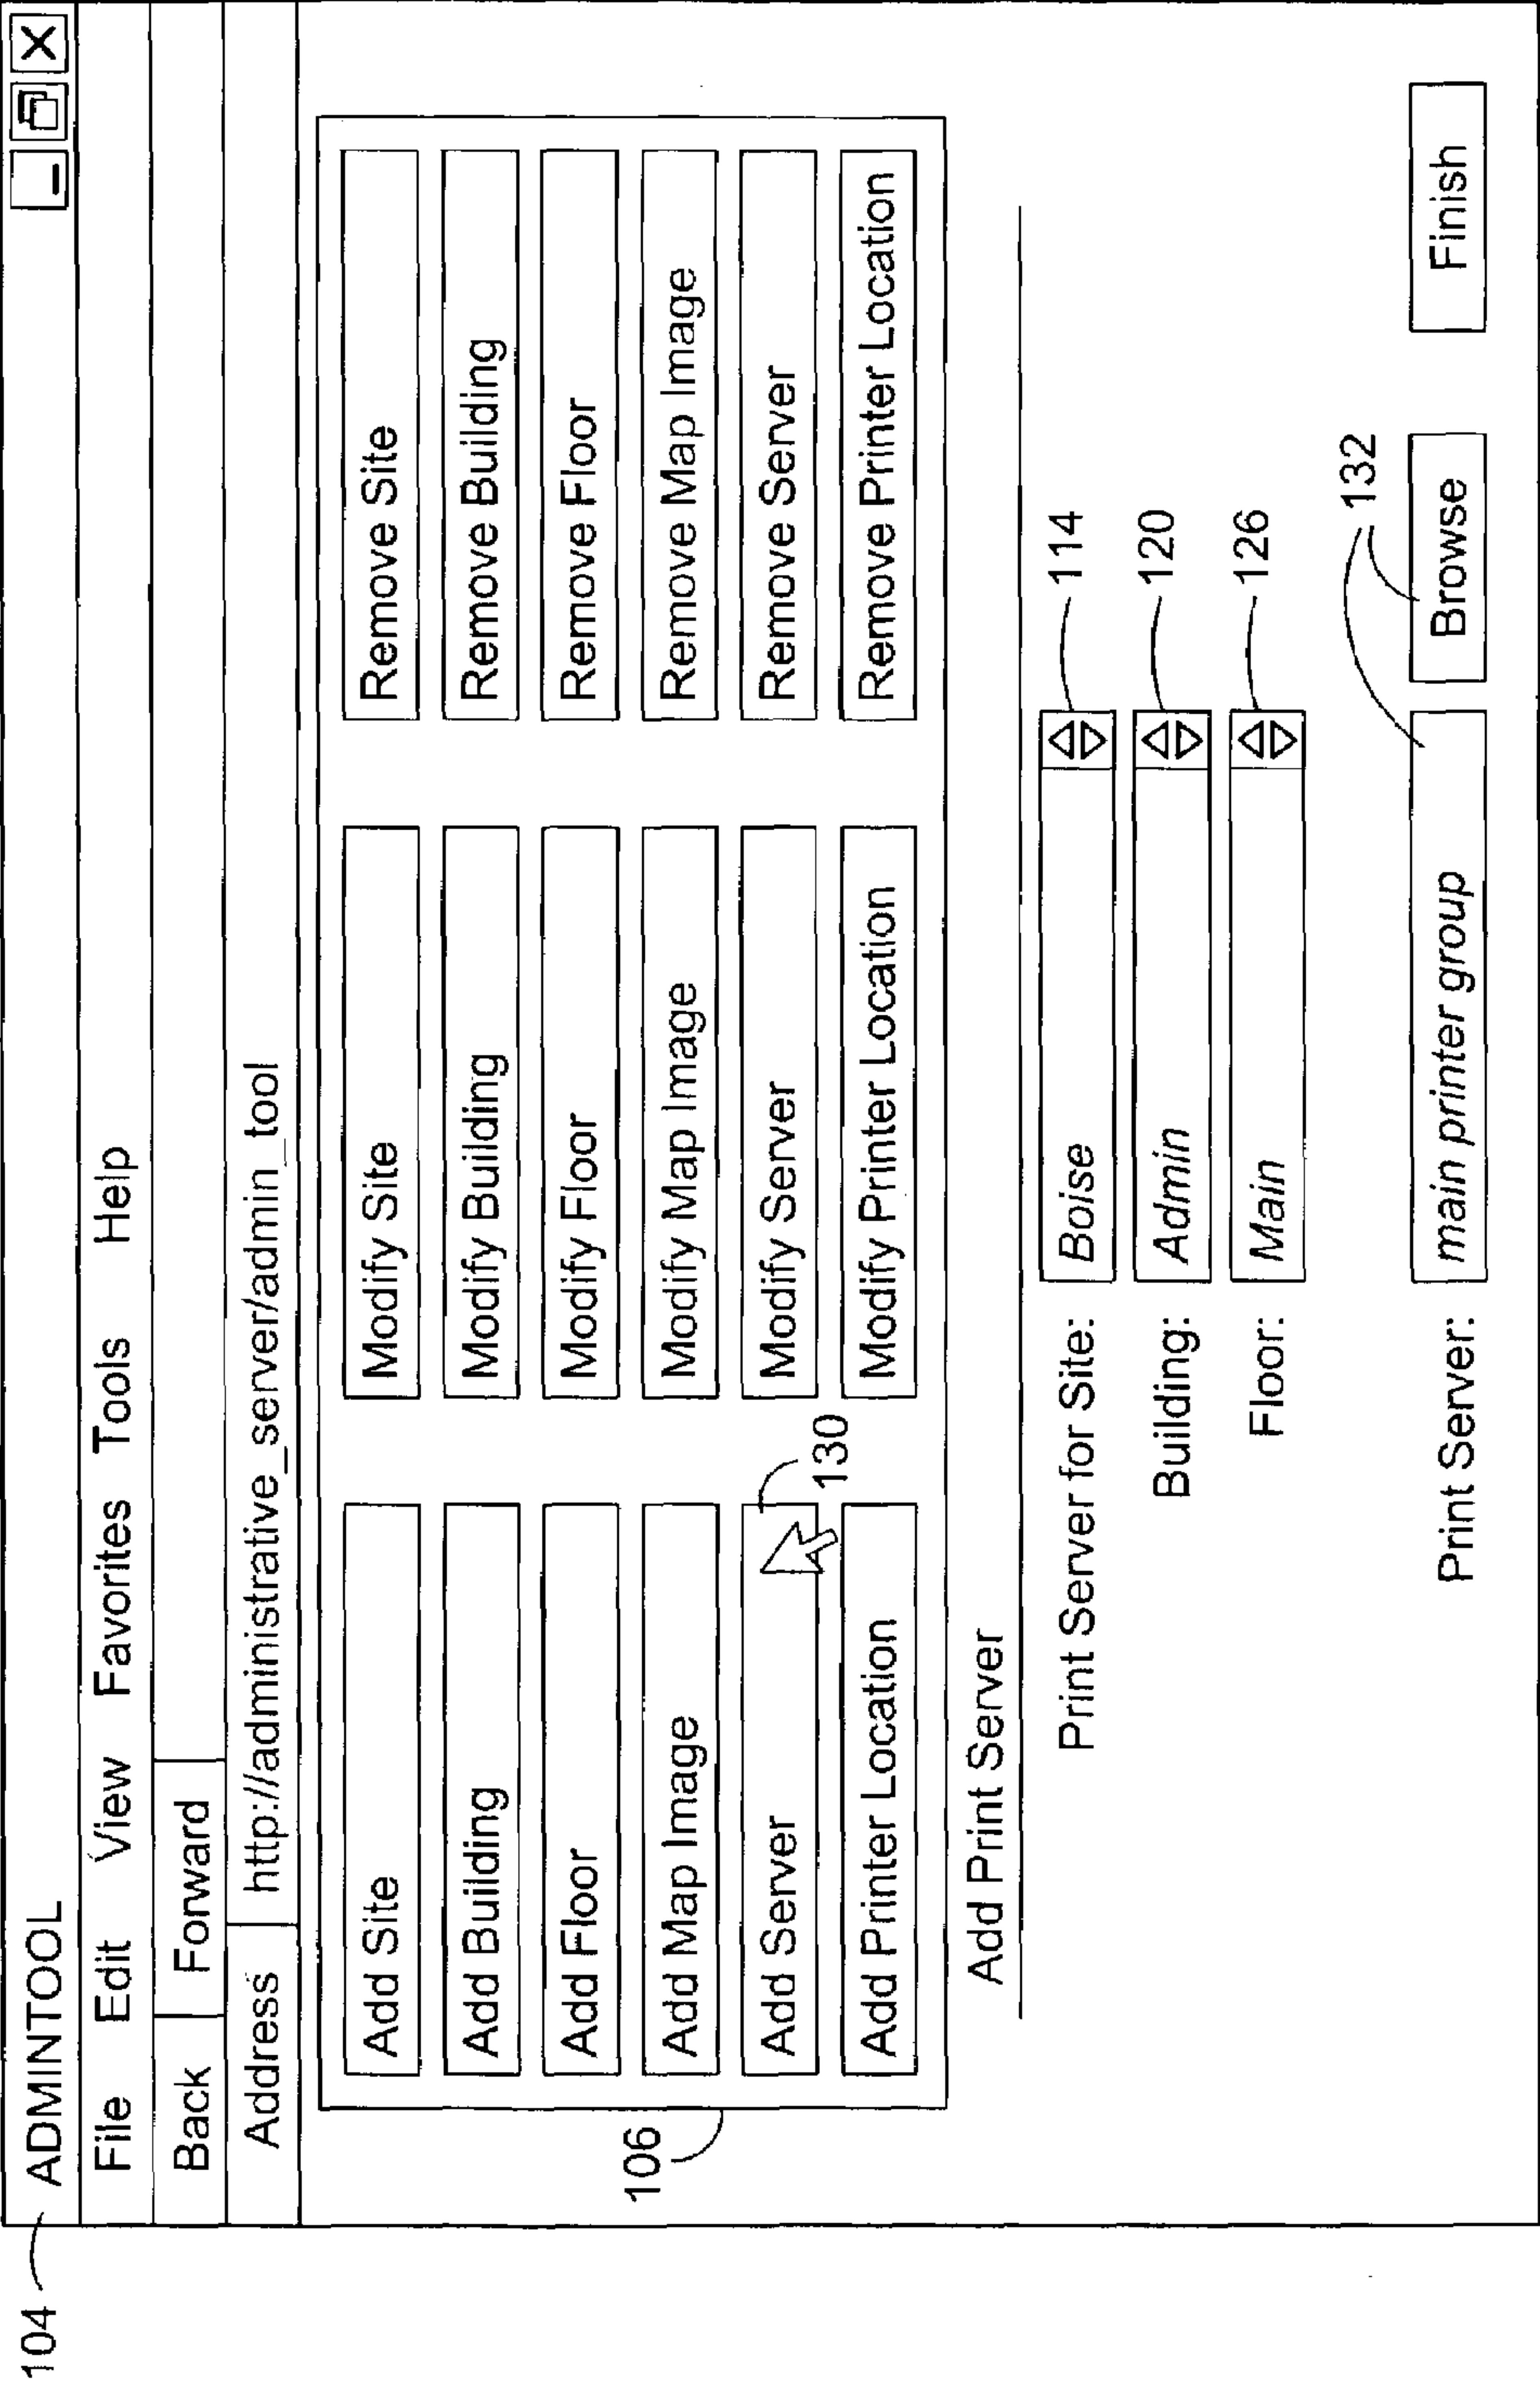 104
ADMINTOOL
File Edit View Favorites Tools Help
Back Forward
Address http://administrative_server/admin_tool
Add Site Modify Site Remove Site
Add Building Modify Building Remove Building
Add Floor Modify Floor Remove Floor
Add Map Image Modify Map Image Remove Map Image
Add Server Modify Server Remove Server
130
Add Printer Location Modify Printer Location Remove Printer Location
106
Add Print Server
Print Server for Site: Boise 114
Building: Admin 120
Floor: Main 126
132
Print Server: main printer group Browse Finish